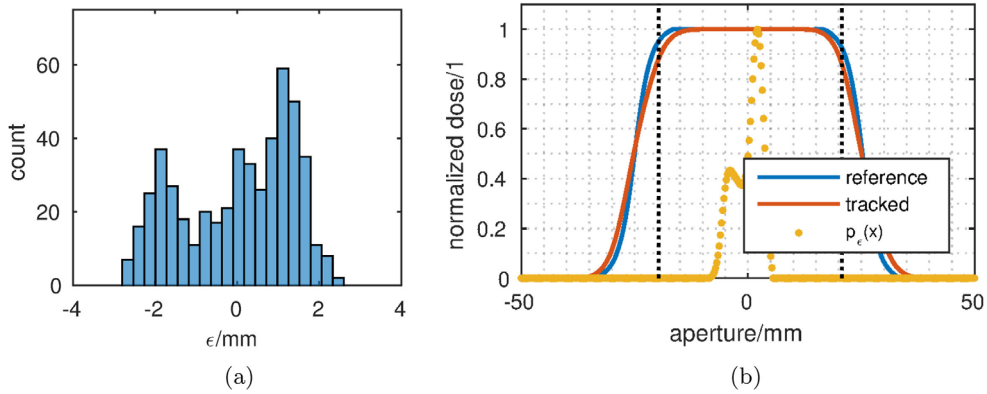 60
40
20
0
count
-4
-2
0
2
4
ϵ/mm
(a)
1
0.8
0.6
0.4
0.2
0
normalized dose/1
reference
tracked
pϵ(x)
-50
0
50
aperture/mm
(b)